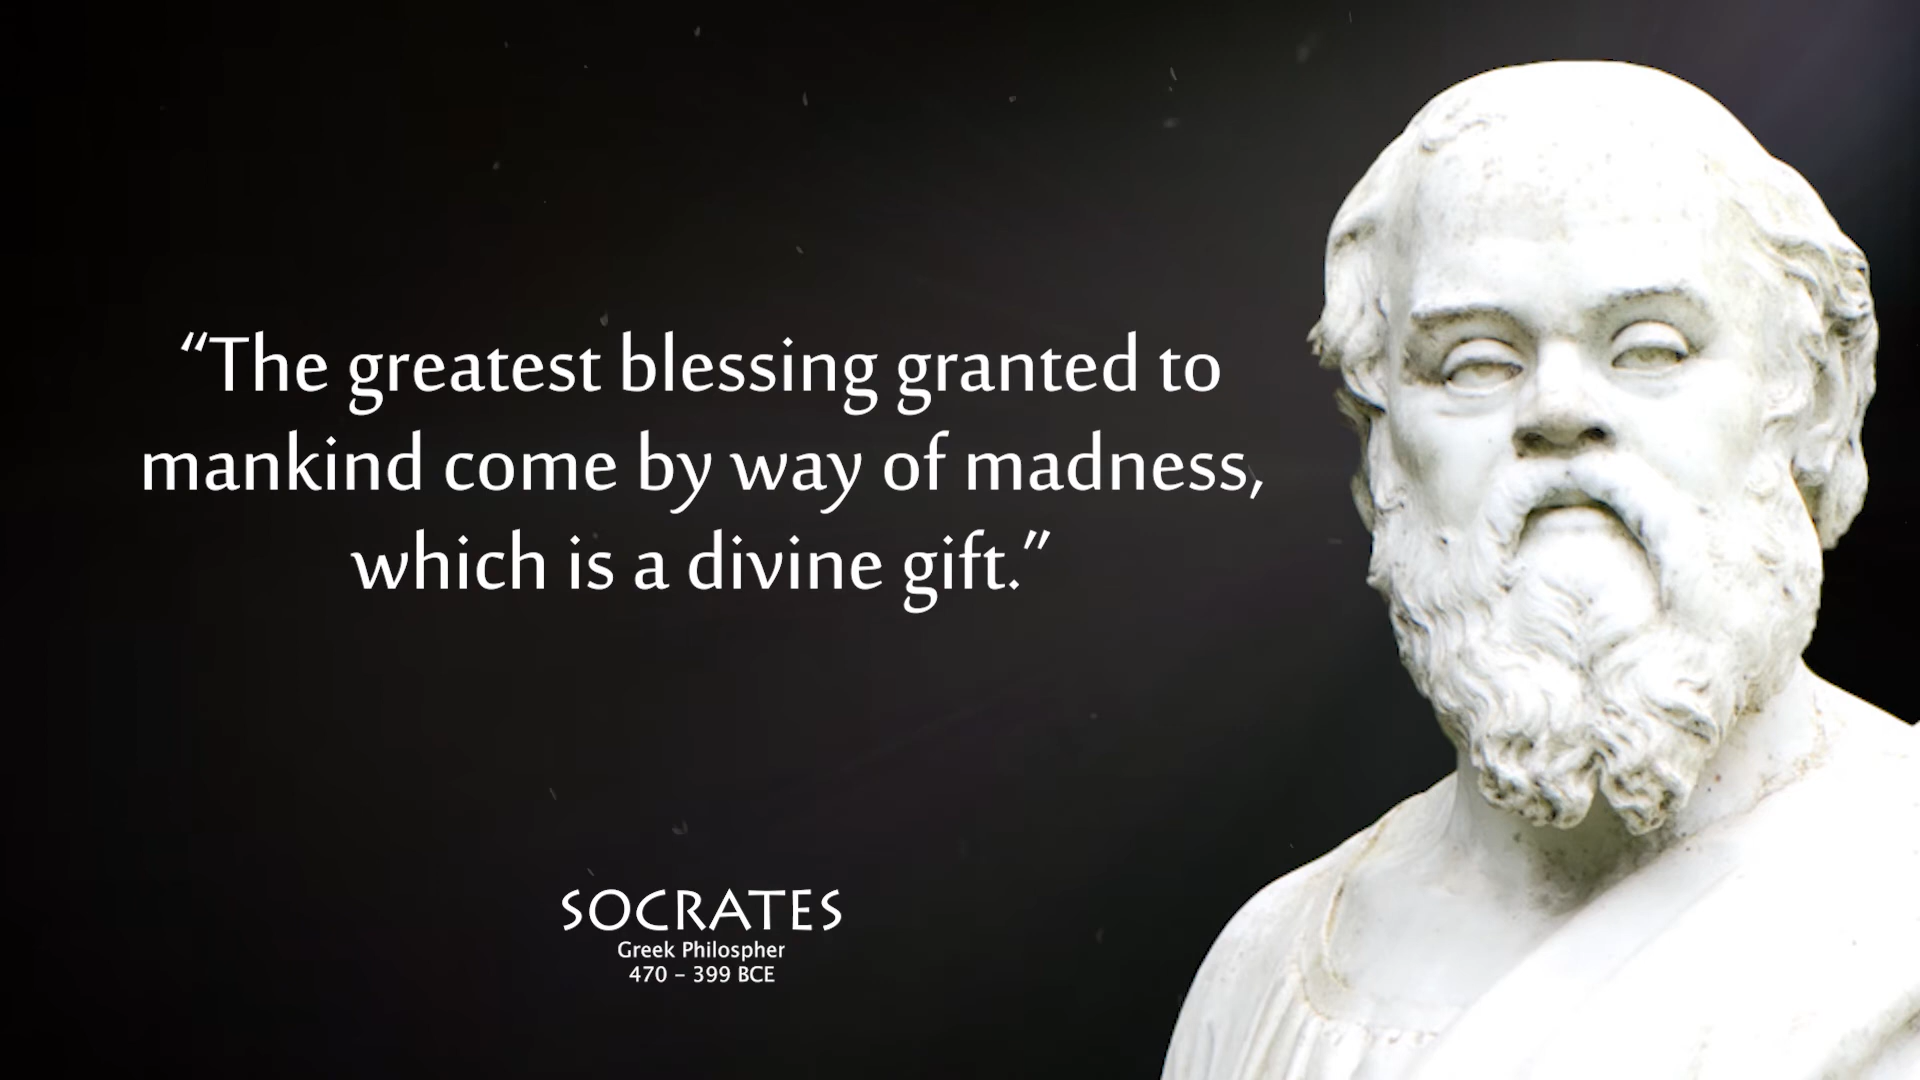 “The greatest blessing granted to
mankind come by way of madness,
which is a divine gift.”
SOCRATES
Greek Philospher
470 – 399 BCE